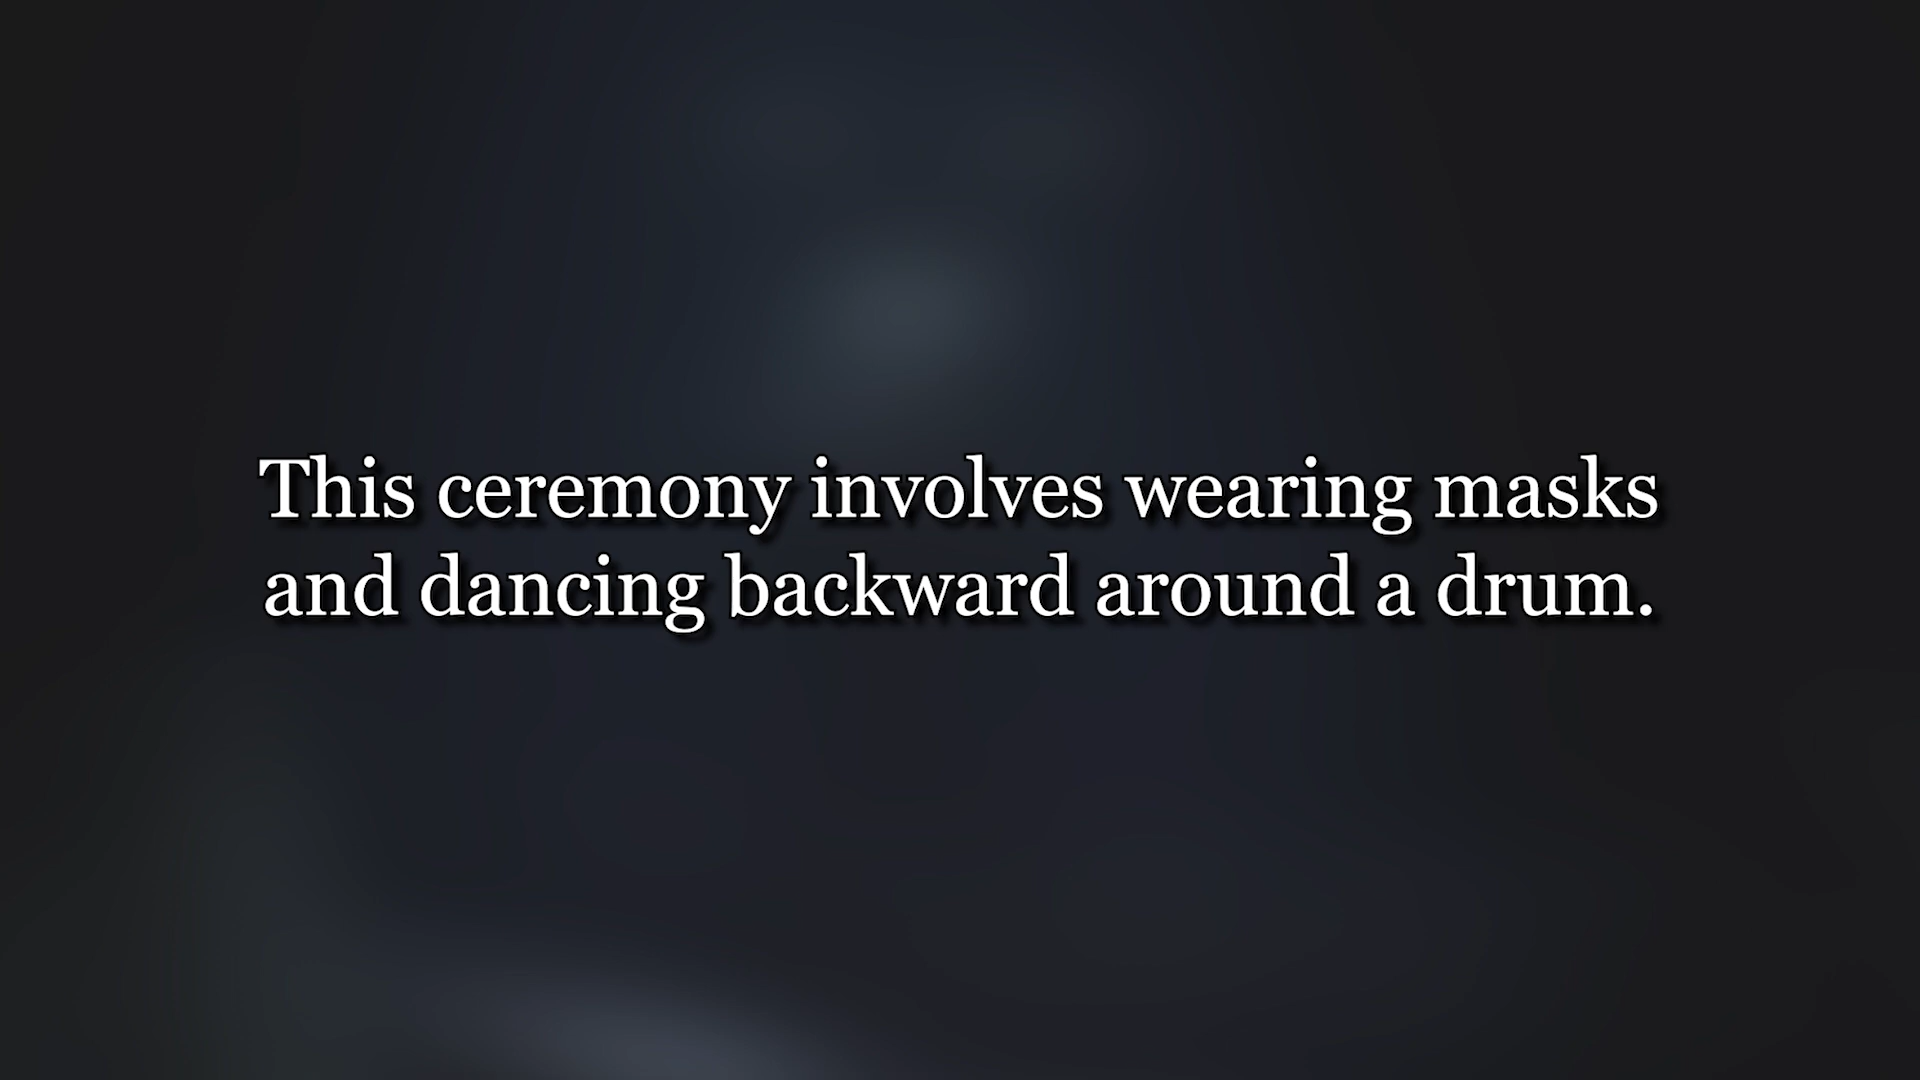 This ceremony involves wearing masks
and dancing backward around a drum.